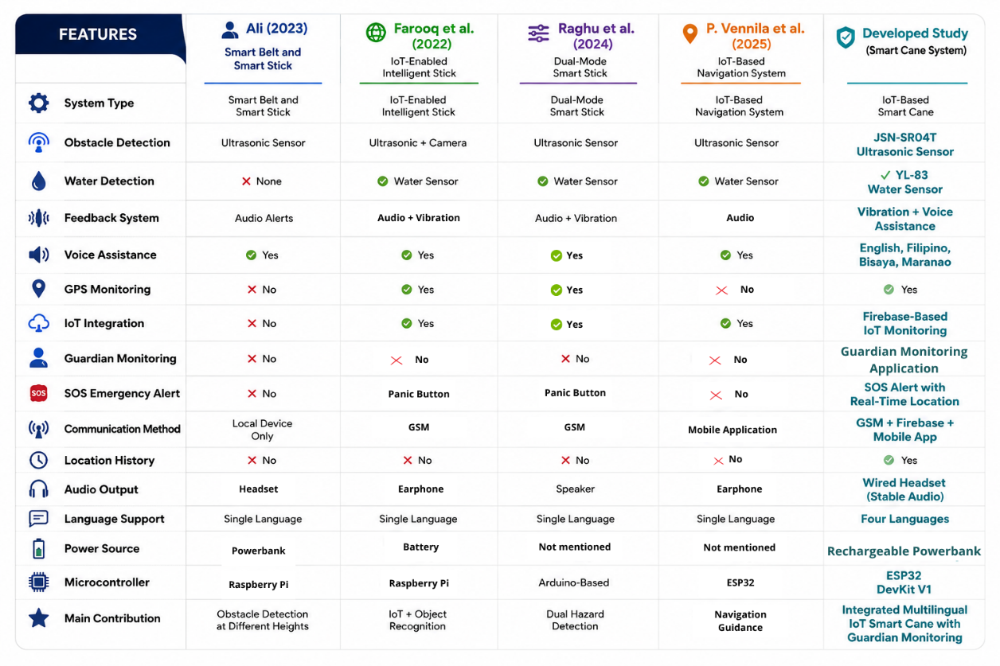 FEATURES
Ali (2023)
Smart Belt and
Smart Stick
Farooq et al.
(2022)
IoT-Enabled
Intelligent Stick
Raghu et al.
(2024)
Dual-Mode
Smart Stick
P. Vennila et al.
(2025)
IoT-Based
Navigation System
Developed Study
(Smart Cane System)
System Type
Smart Belt and
Smart Stick
IoT-Enabled
Intelligent Stick
Dual-Mode
Smart Stick
IoT-Based
Navigation System
IoT-Based
Smart Cane
Obstacle Detection
Ultrasonic Sensor
Ultrasonic + Camera
Ultrasonic Sensor
Ultrasonic Sensor
JSN-SR04T
Ultrasonic Sensor
Water Detection
None
Water Sensor
Water Sensor
Water Sensor
YL-83
Water Sensor
Feedback System
Audio Alerts
Audio + Vibration
Audio + Vibration
Audio
Vibration + Voice
Assistance
Voice Assistance
Yes
Yes
Yes
Yes
English, Filipino,
Bisaya, Maranao
GPS Monitoring
No
Yes
Yes
No
Yes
IoT Integration
No
Yes
Yes
Yes
Firebase-Based
IoT Monitoring
Guardian Monitoring
No
No
No
No
Guardian Monitoring
Application
SOS
SOS Emergency Alert
No
Panic Button
Panic Button
No
SOS Alert with
Real-Time Location
Communication Method
Local Device
Only
GSM
GSM
Mobile Application
GSM + Firebase +
Mobile App
Location History
No
No
No
No
Yes
Audio Output
Headset
Earphone
Speaker
Earphone
Wired Headset
(Stable Audio)
Language Support
Single Language
Single Language
Single Language
Single Language
Four Languages
Power Source
Powerbank
Battery
Not mentioned
Not mentioned
Rechargeable Powerbank
Microcontroller
Raspberry Pi
Raspberry Pi
Arduino-Based
ESP32
ESP32
DevKit V1
Main Contribution
Obstacle Detection
at Different Heights
IoT + Object
Recognition
Dual Hazard
Detection
Navigation
Guidance
Integrated Multilingual
IoT Smart Cane with
Guardian Monitoring